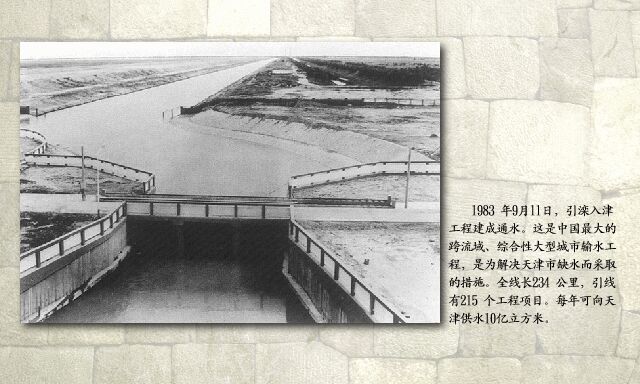 1983 年9月11日，引滦入津
工程建成通水。这是中国最大的
跨流域、综合性大型城市输水工
程，是为解决天津市缺水而采取
的措施。全线长234 公里，引线
有215 个工程项目。每年可向天
津供水10亿立方米。